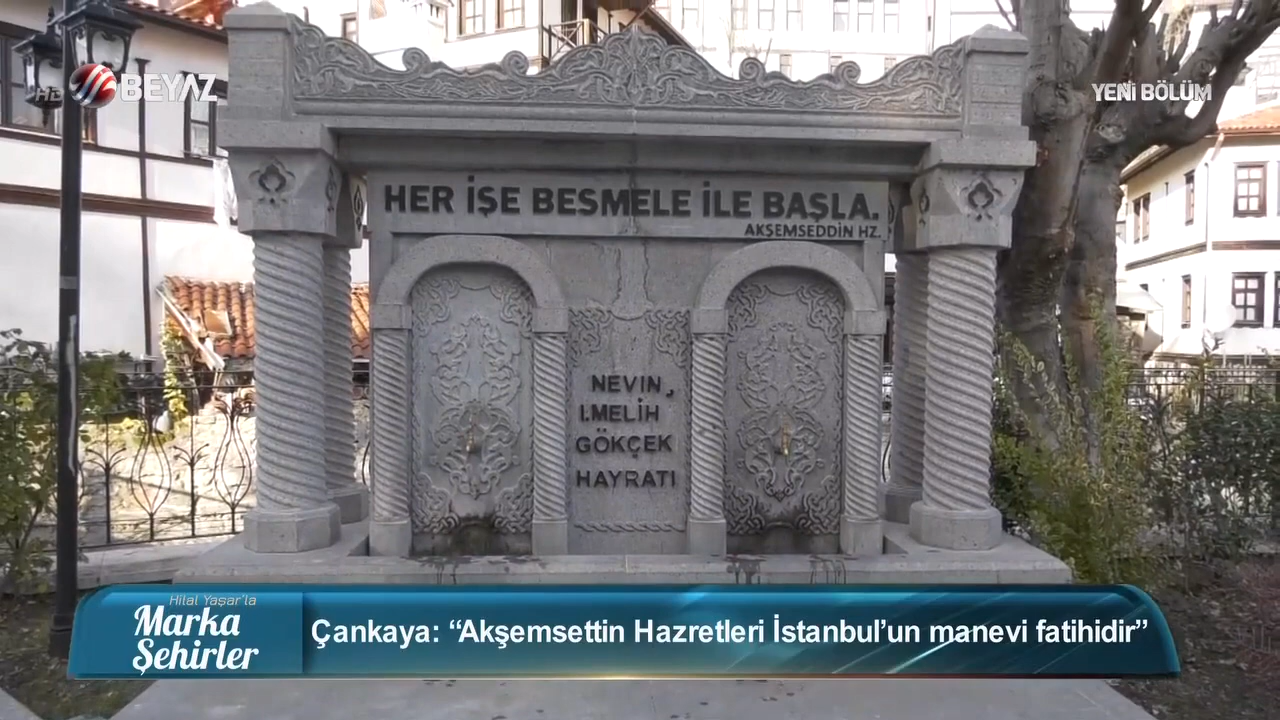 HD BEYAZ
YENİ BÖLÜM
HER İŞE BESMELE İLE BAŞLA.
AKŞEMSEDDİN HZ.
NEVİN,
İ.MELİH
GÖKÇEK
HAYRATI
Hilal Yaşar'la
Marka
Şehirler
Çankaya: “Akşemsettin Hazretleri İstanbul’un manevi fatihidir”